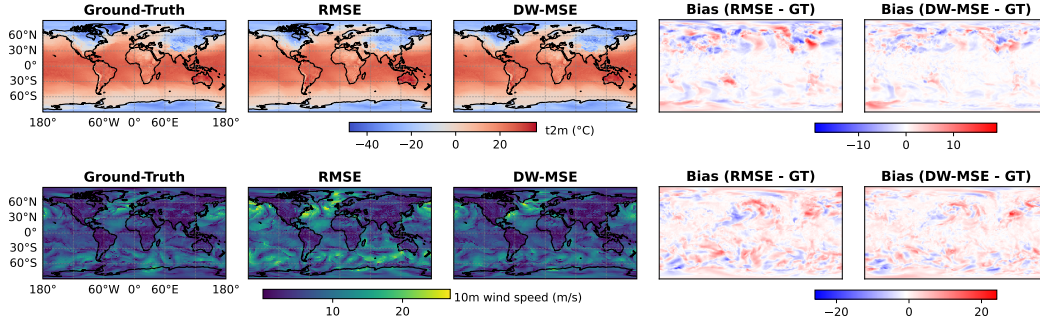 Ground-Truth
RMSE
DW-MSE
Bias (RMSE - GT)
Bias (DW-MSE - GT)
60°N
30°N
0°
30°S
60°S
180°
60°W
0°
60°E
180°
−40
−20
0
20
t2m (°C)
−10
0
10
Ground-Truth
RMSE
DW-MSE
Bias (RMSE - GT)
Bias (DW-MSE - GT)
60°N
30°N
0°
30°S
60°S
180°
60°W
0°
60°E
180°
10
20
10m wind speed (m/s)
−20
0
20